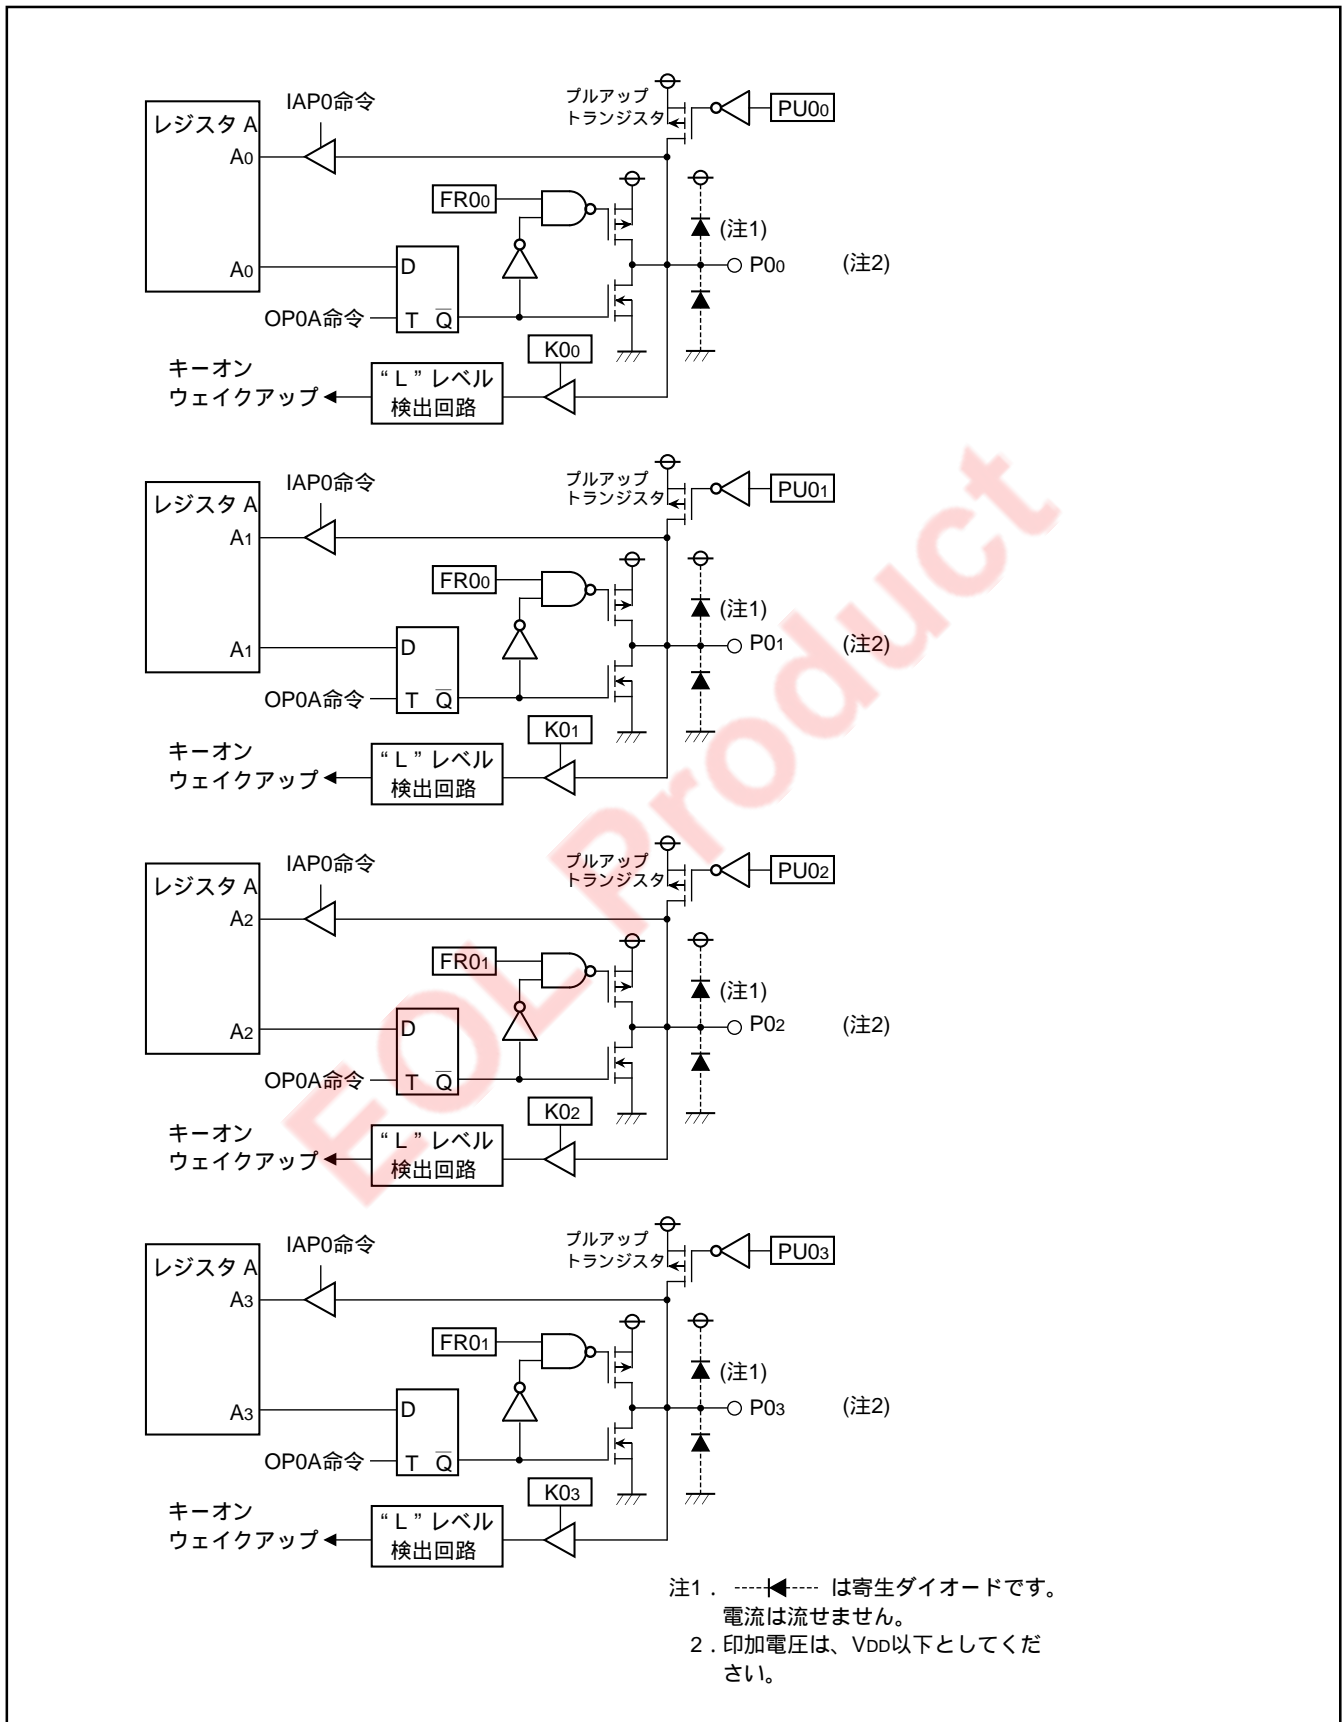 IAP0命令
プルアップ
トランジスタ
PU00
レジスタ A
A0
FR00
(注1)
A0
D
P00
(注2)
OP0A命令
T Q
K00
キーオン
ウェイクアップ
“ L ” レベル
検出回路
IAP0命令
プルアップ
トランジスタ
PU01
レジスタ A
A1
FR00
(注1)
A1
D
P01
(注2)
OP0A命令
T Q
K01
キーオン
ウェイクアップ
“ L ” レベル
検出回路
IAP0命令
プルアップ
トランジスタ
PU02
レジスタ A
A2
FR01
(注1)
A2
D
P02
(注2)
OP0A命令
T Q
K02
キーオン
ウェイクアップ
“ L ” レベル
検出回路
IAP0命令
プルアップ
トランジスタ
PU03
レジスタ A
A3
FR01
(注1)
A3
D
P03
(注2)
OP0A命令
T Q
K03
キーオン
ウェイクアップ
“ L ” レベル
検出回路
注1． は寄生ダイオードです。
電流は流せません。
2．印加電圧は、VDD以下としてくだ
さい。
EOL Product